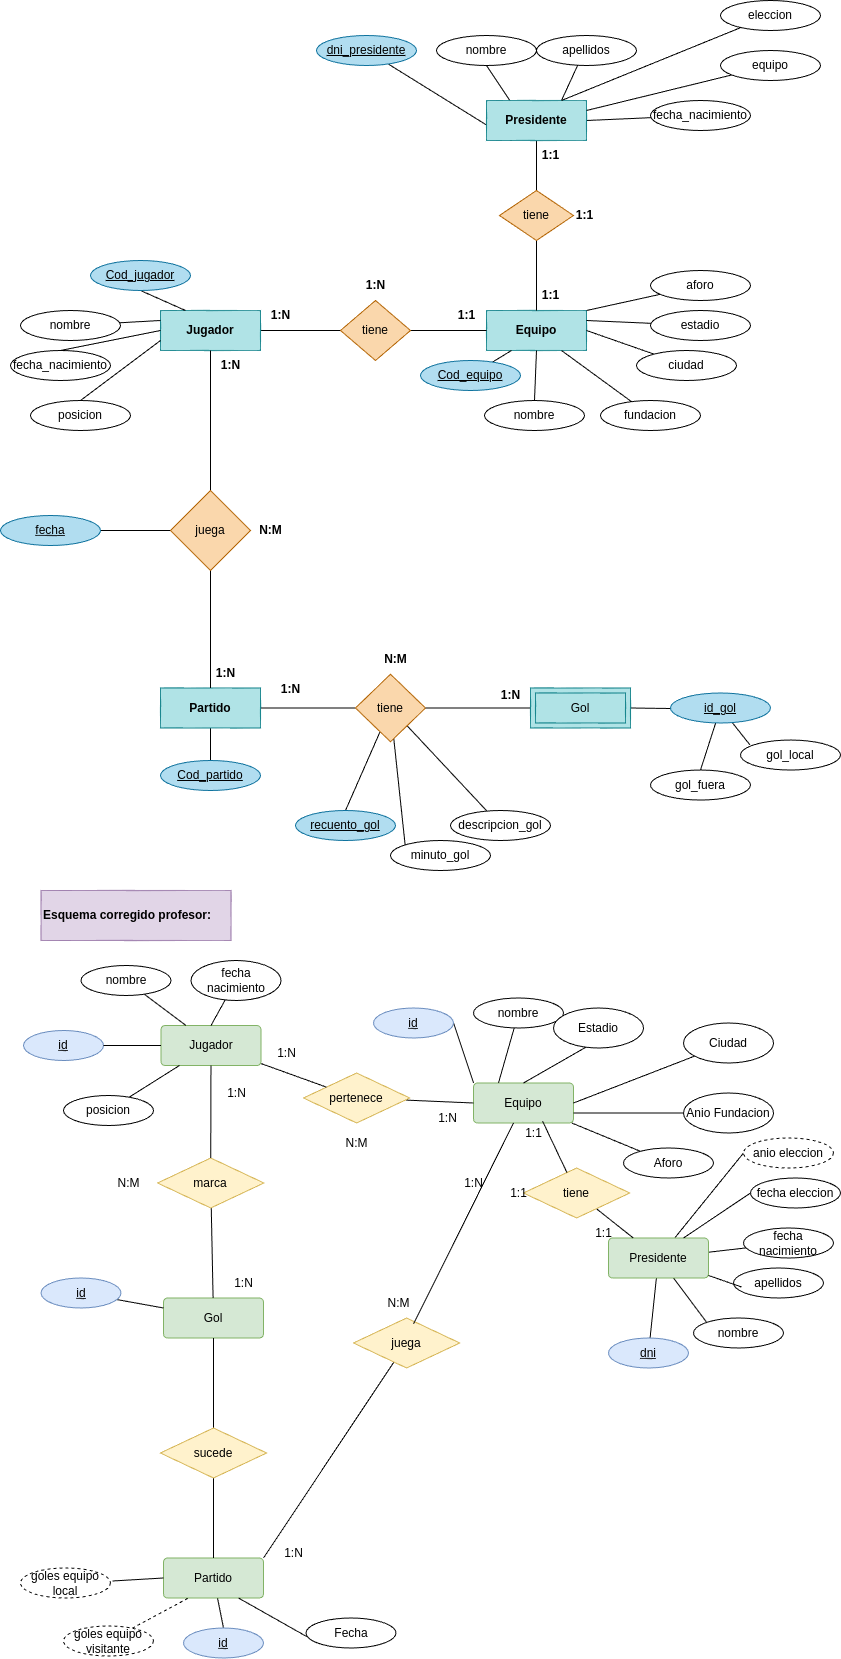 eleccion
dni_presidente
nombre
apellidos
equipo
fecha_nacimiento
Presidente
1:1
tiene
1:1
Cod_jugador
1:N
1:1
aforo
nombre
Jugador
1:N
tiene
1:1
Equipo
estadio
fecha_nacimiento
1:N
Cod_equipo
ciudad
posicion
nombre
fundacion
fecha
juega
N:M
1:N
N:M
Partido
1:N
tiene
1:N
Gol
id_gol
gol_local
Cod_partido
gol_fuera
recuento_gol
descripcion_gol
minuto_gol
Esquema corregido profesor:
nombre
fecha
nacimiento
id
nombre
Estadio
id
Jugador
1:N
Ciudad
posicion
1:N
pertenece
1:N
Equipo
Anio Fundacion
N:M
1:1
Aforo
anio eleccion
N:M
marca
1:N
1:1
tiene
fecha eleccion
1:1
fecha
nacimiento
Presidente
id
1:N
apellidos
Gol
N:M
nombre
juega
dni
sucede
1:N
goles equipo
local
Partido
goles equipo
visitante
id
Fecha